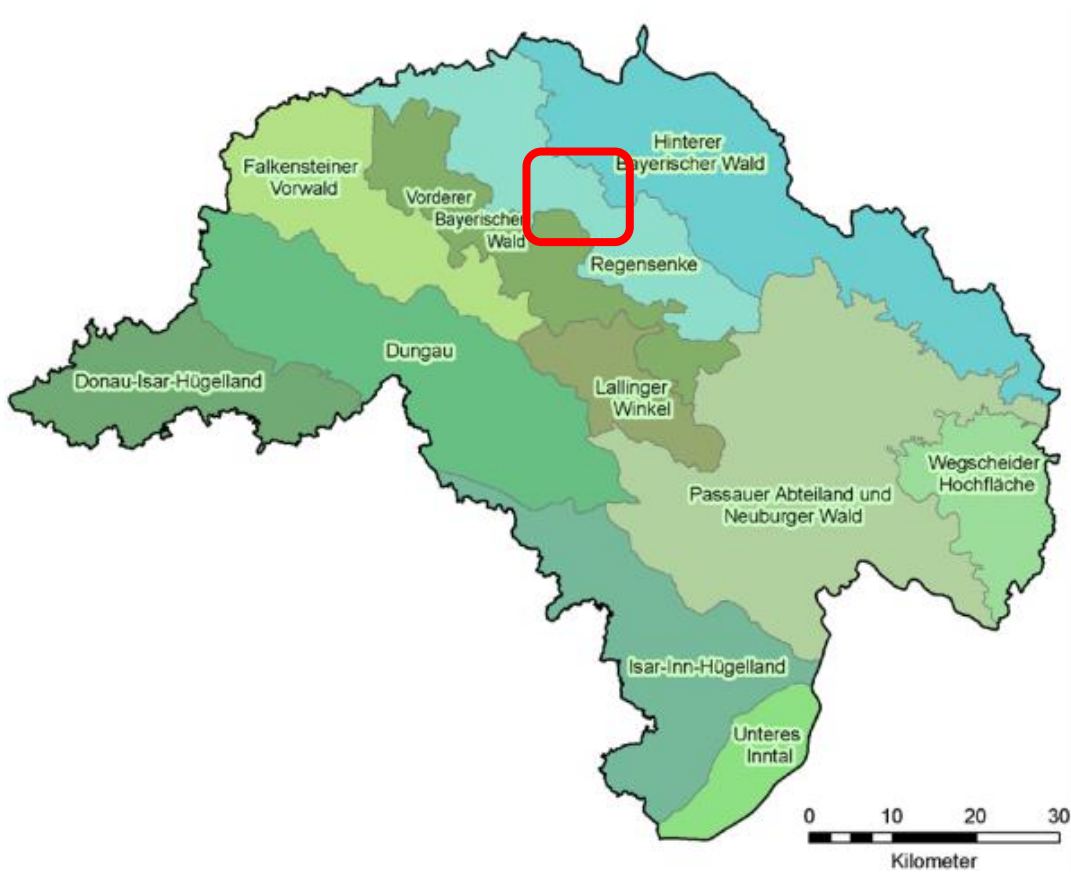 Hinterer
Bayerischer Wald
Falkensteiner
Vorwald
Vorderer
Bayerischer
Wald
Regensenke
Dungau
Donau-Isar-Hügelland
Lallinger
Winkel
Wegscheider
Hochfläche
Passauer Abteiland und
Neuburger Wald
Isar-Inn-Hügelland
Unteres
Inntal
0 10 20 30
Kilometer